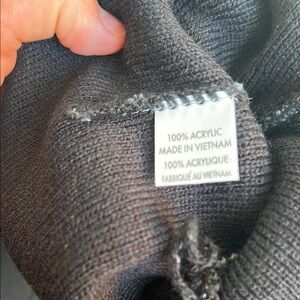 100% ACRYLIC
MADE IN VIETNAM
100% ACRYLIQUE
FABRIQUÉ AU VIETNAM